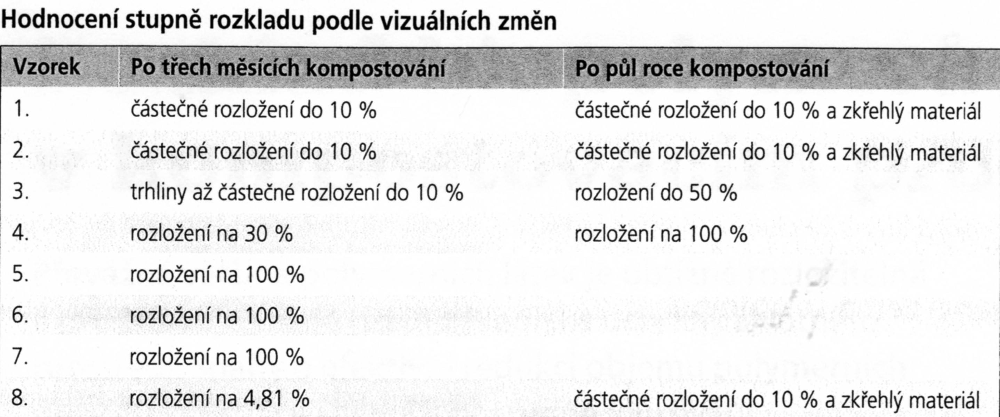 Hodnocení stupně rozkladu podle vizuálních změn
Vzorek Po třech měsících kompostování Po půl roce kompostování
1. částečné rozložení do 10 % částečné rozložení do 10 % a zkřehlý materiál
2. částečné rozložení do 10 % částečné rozložení do 10 % a zkřehlý materiál
3. trhliny až částečné rozložení do 10 % rozložení do 50 %
4. rozložení na 30 % rozložení na 100 %
5. rozložení na 100 %
6. rozložení na 100 %
7. rozložení na 100 %
8. rozložení na 4,81 % částečné rozložení do 10 % a zkřehlý materiál